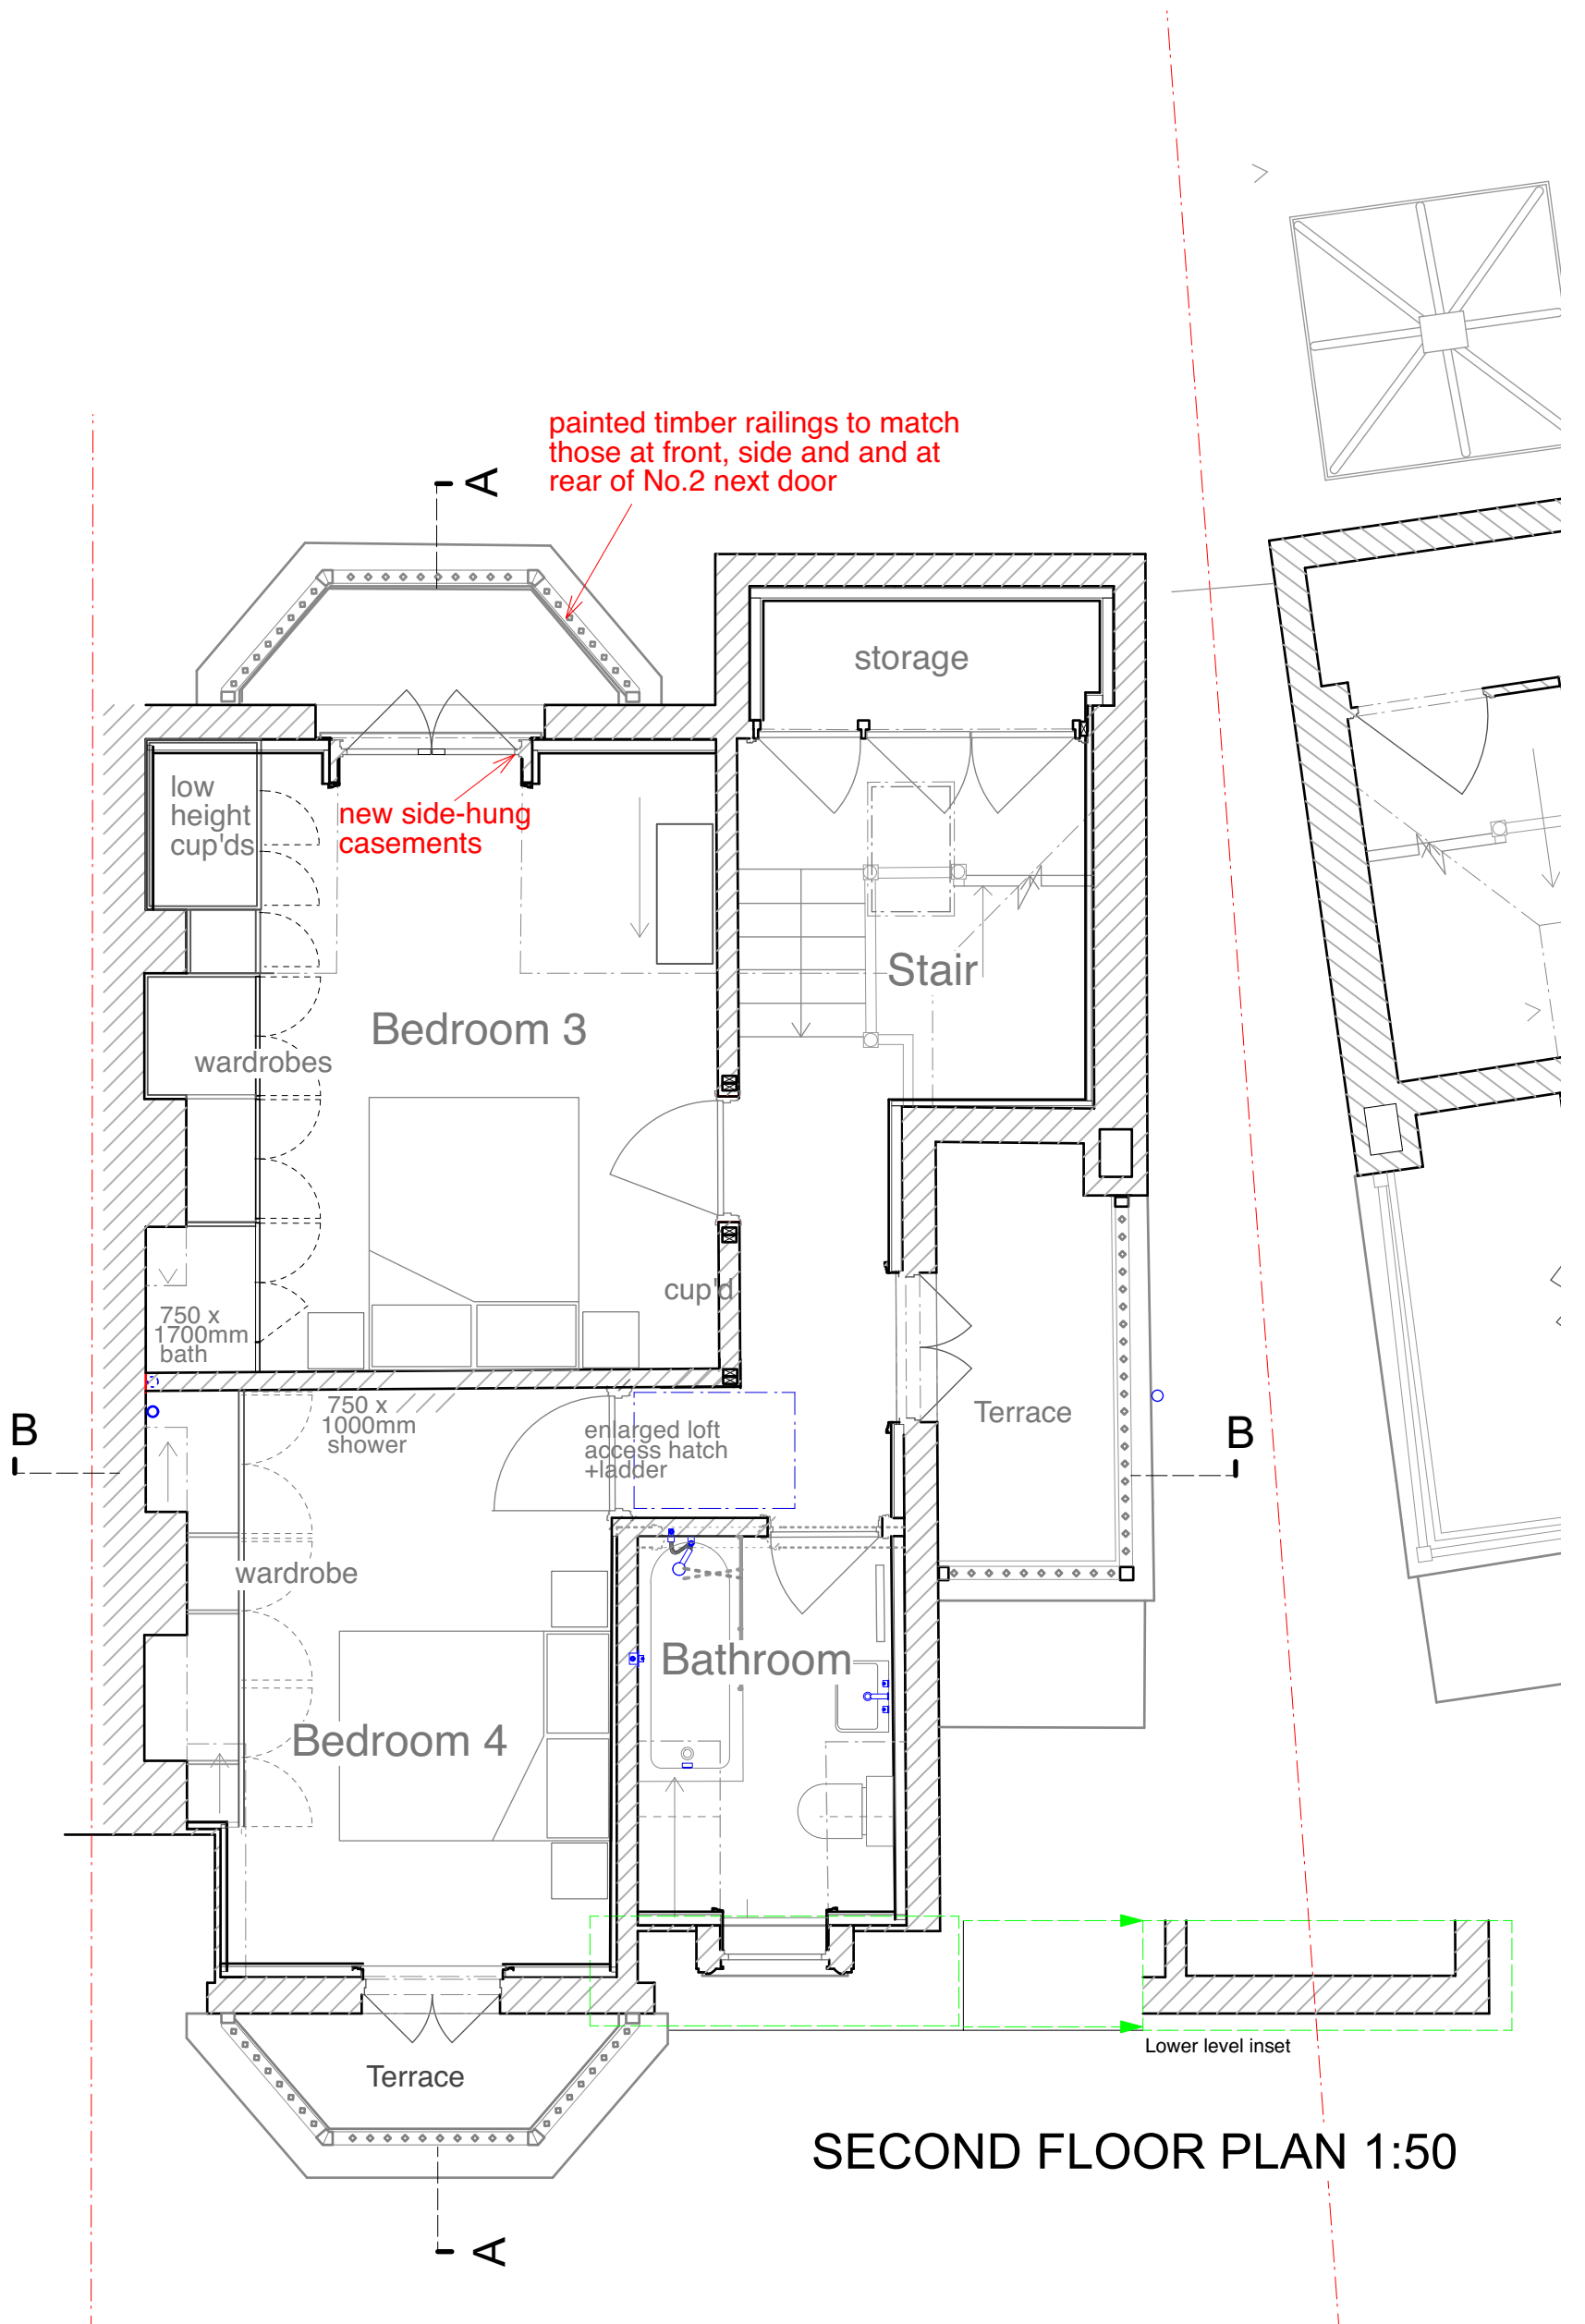 painted timber railings to match
those at front, side and and at
rear of No.2 next door
A
storage
low
height
cup'ds
new side-hung
casements
Stair
Bedroom 3
wardrobes
cup'd
750 x
1700mm
bath
750 x
1000mm
shower
enlarged loft
access hatch
+ladder
Terrace
B
B
wardrobe
Bathroom
Bedroom 4
Terrace
Lower level inset
SECOND FLOOR PLAN 1:50
A